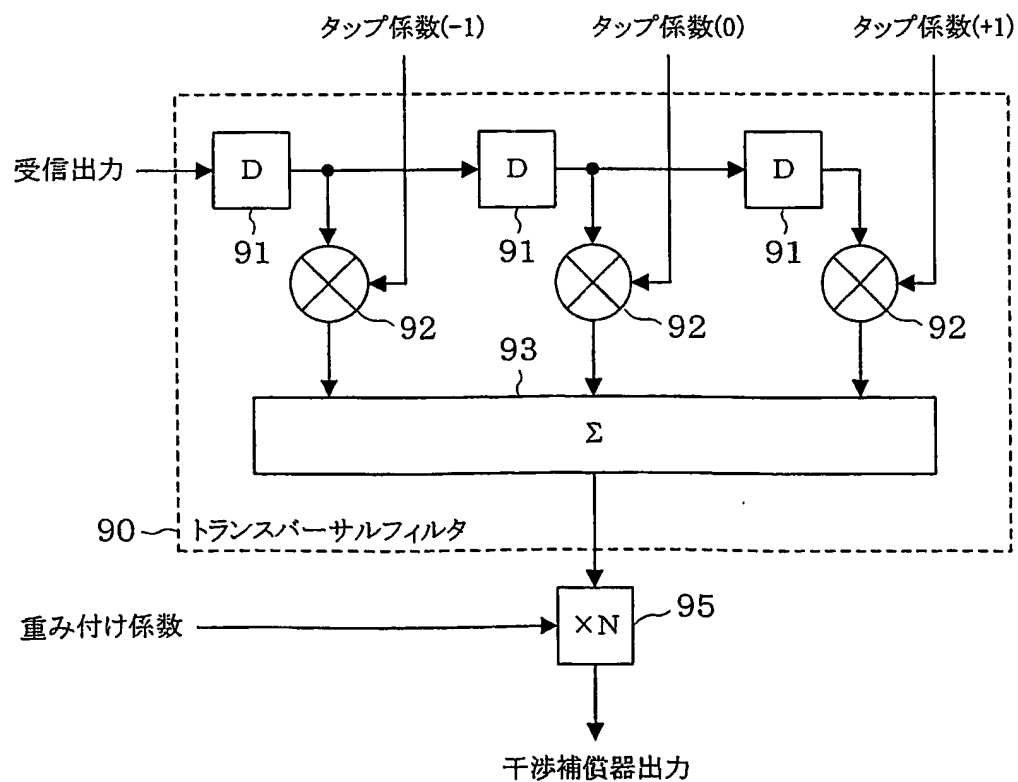 タップ係数(-1)
タップ係数(0)
タップ係数(+1)
受信出力
D
D
D
91
91
91
92
92
92
93
Σ
90
トランスバーサルフィルタ
重み付け係数
×N
95
干渉補償器出力